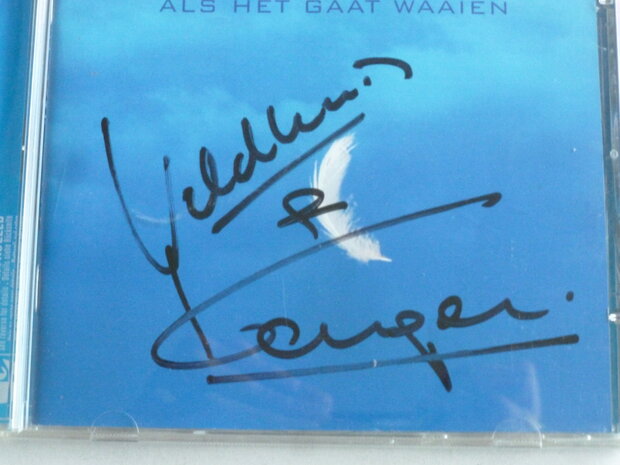 ALS HET GAAT WAAIEN
Veldhuis
&
Kemper.